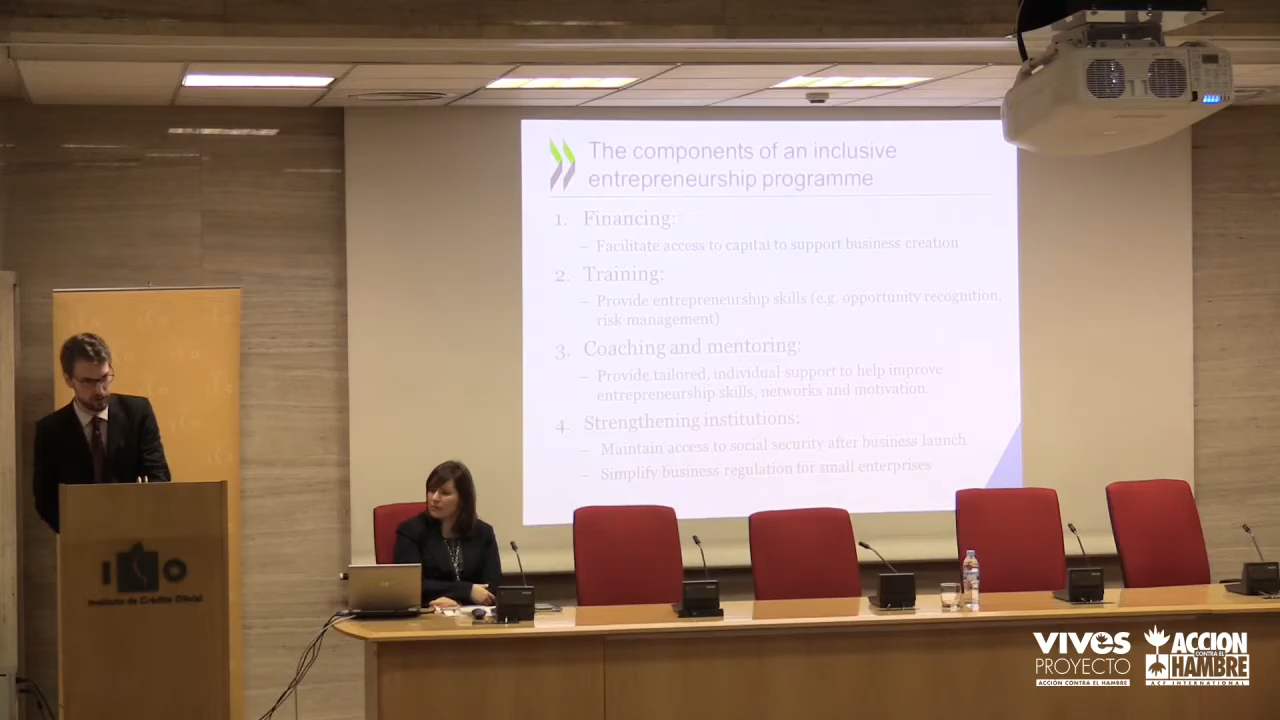 The components of an inclusive
entrepreneurship programme
1. Financing:
– Facilitate access to capital to support business creation
2. Training:
– Provide entrepreneurship skills (e.g. opportunity recognition,
risk management)
3. Coaching and mentoring:
– Provide tailored, individual support to help improve
entrepreneurship skills, networks and motivation.
4. Strengthening institutions:
– Maintain access to social security after business launch
– Simplify business regulation for small enterprises
ICO
Instituto de Crédito Oficial
VIVES
PROYECTO
ACCIÓN CONTRA EL HAMBRE
ACCION
CONTRA EL
HAMBRE
ACF INTERNATIONAL